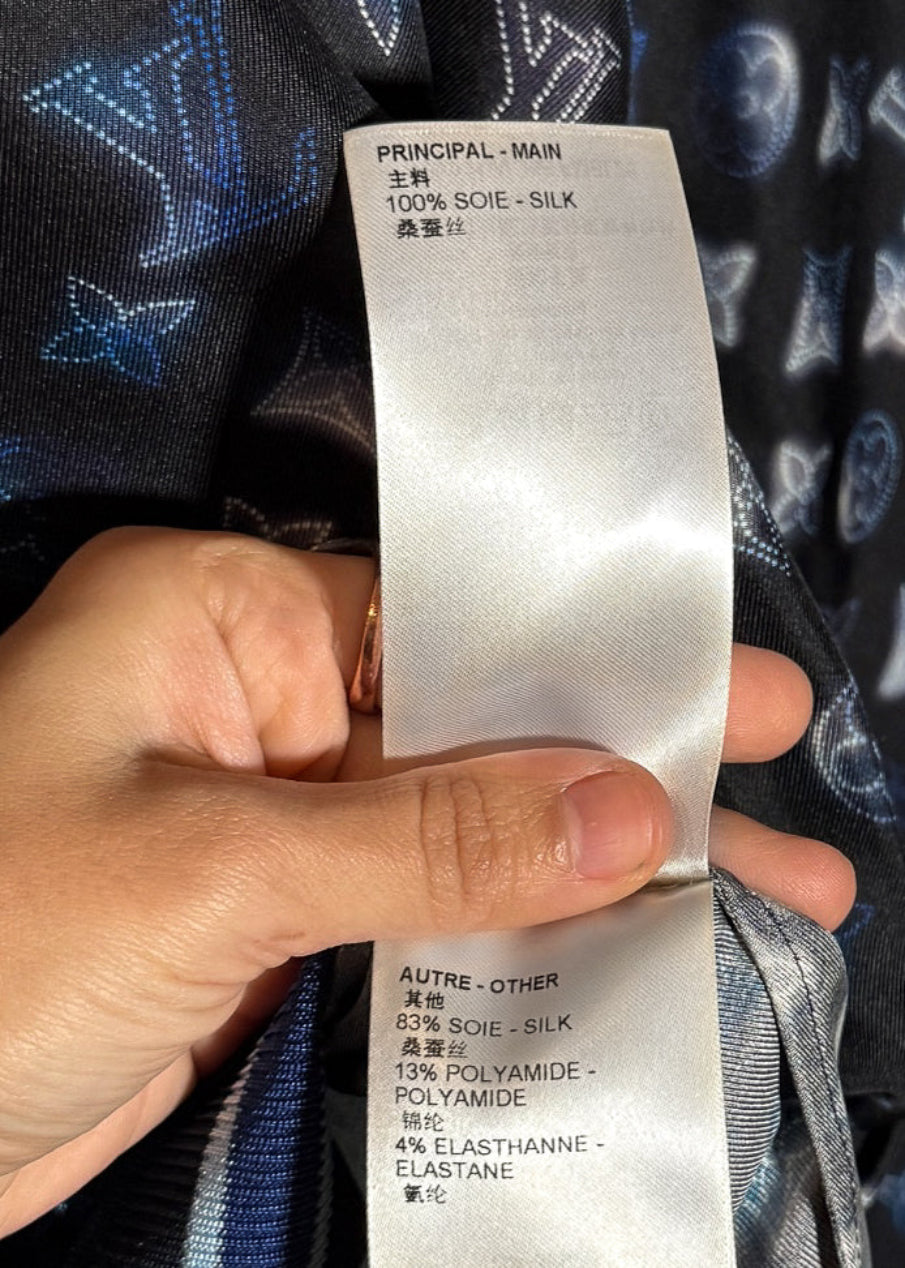 PRINCIPAL - MAIN
主料
100% SOIE - SILK
桑蚕丝
AUTRE - OTHER
其他
83% SOIE - SILK
桑蚕丝
13% POLYAMIDE -
POLYAMIDE
锦纶
4% ELASTHANNE -
ELASTANE
氨纶